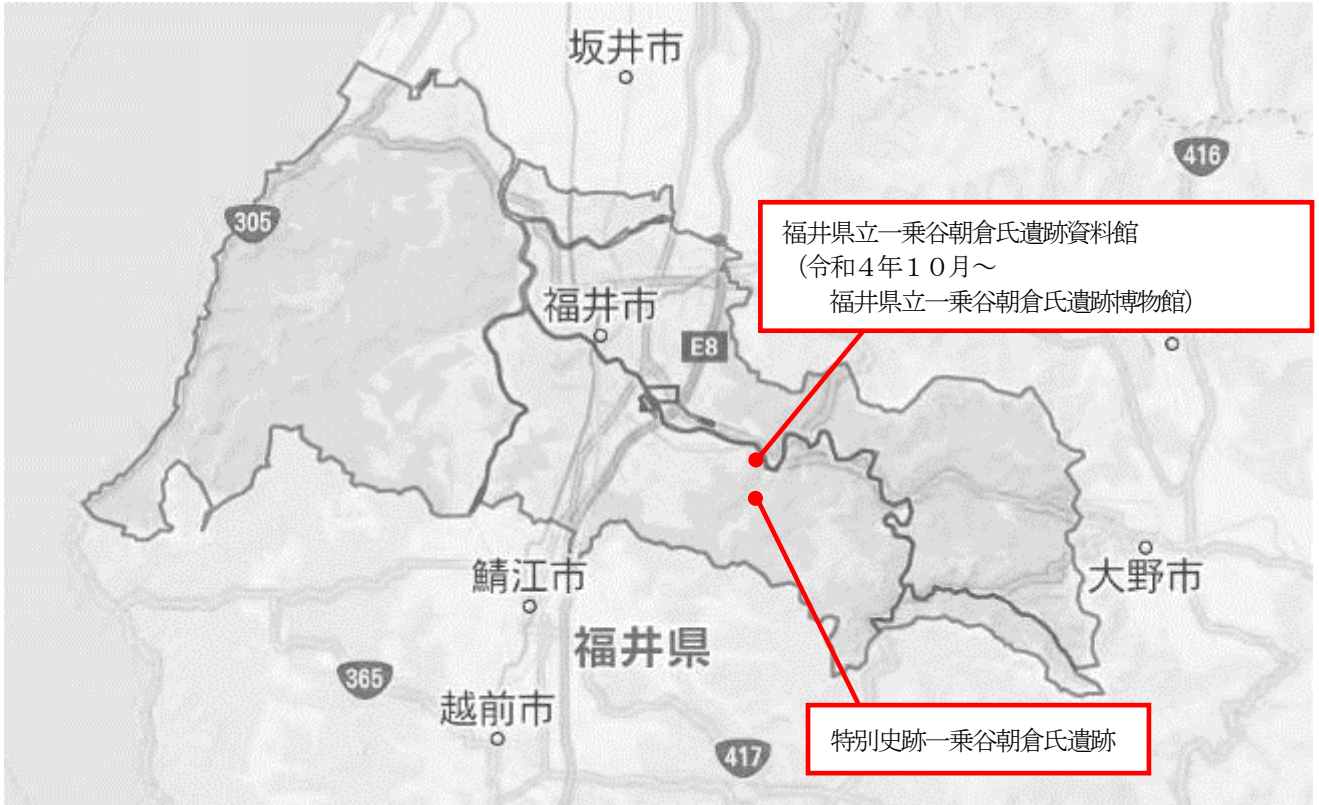 坂井市
416
305
福井県立一乗谷朝倉氏遺跡資料館
(令和4年10月~
福井県立一乗谷朝倉氏遺跡博物館)
福井市
E8
鯖江市
大野市
福井県
365
越前市
特別史跡一乗谷朝倉氏遺跡
417